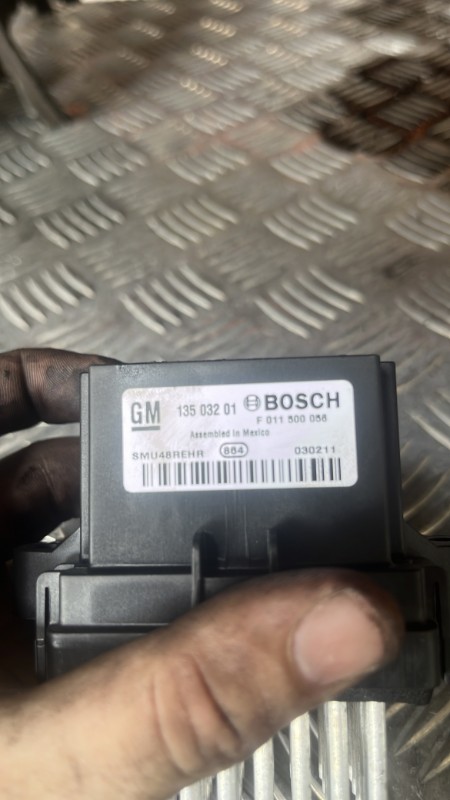 GM 135 032 01 BOSCH
F 011 500 056
Assembled in Mexico
SMU48REHR 864 030211